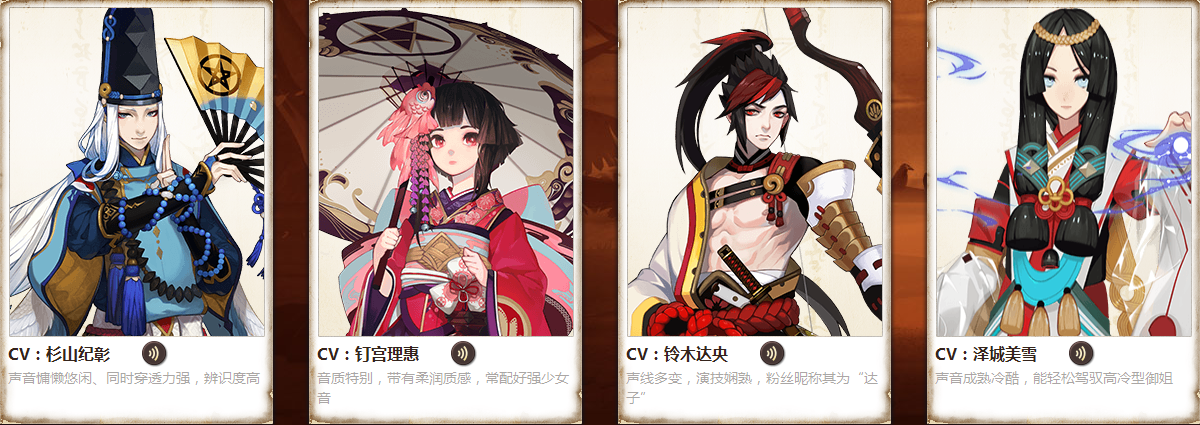 CV：杉山纪彰
声音慵懒悠闲、同时穿透力强，辨识度高
CV：钉宫理惠
音质特别，带有柔润质感，常配好强少女
音
CV：铃木达央
声线多变，演技娴熟，粉丝昵称其为“达
子”
CV：泽城美雪
声音成熟冷酷，能轻松驾驭高冷型御姐